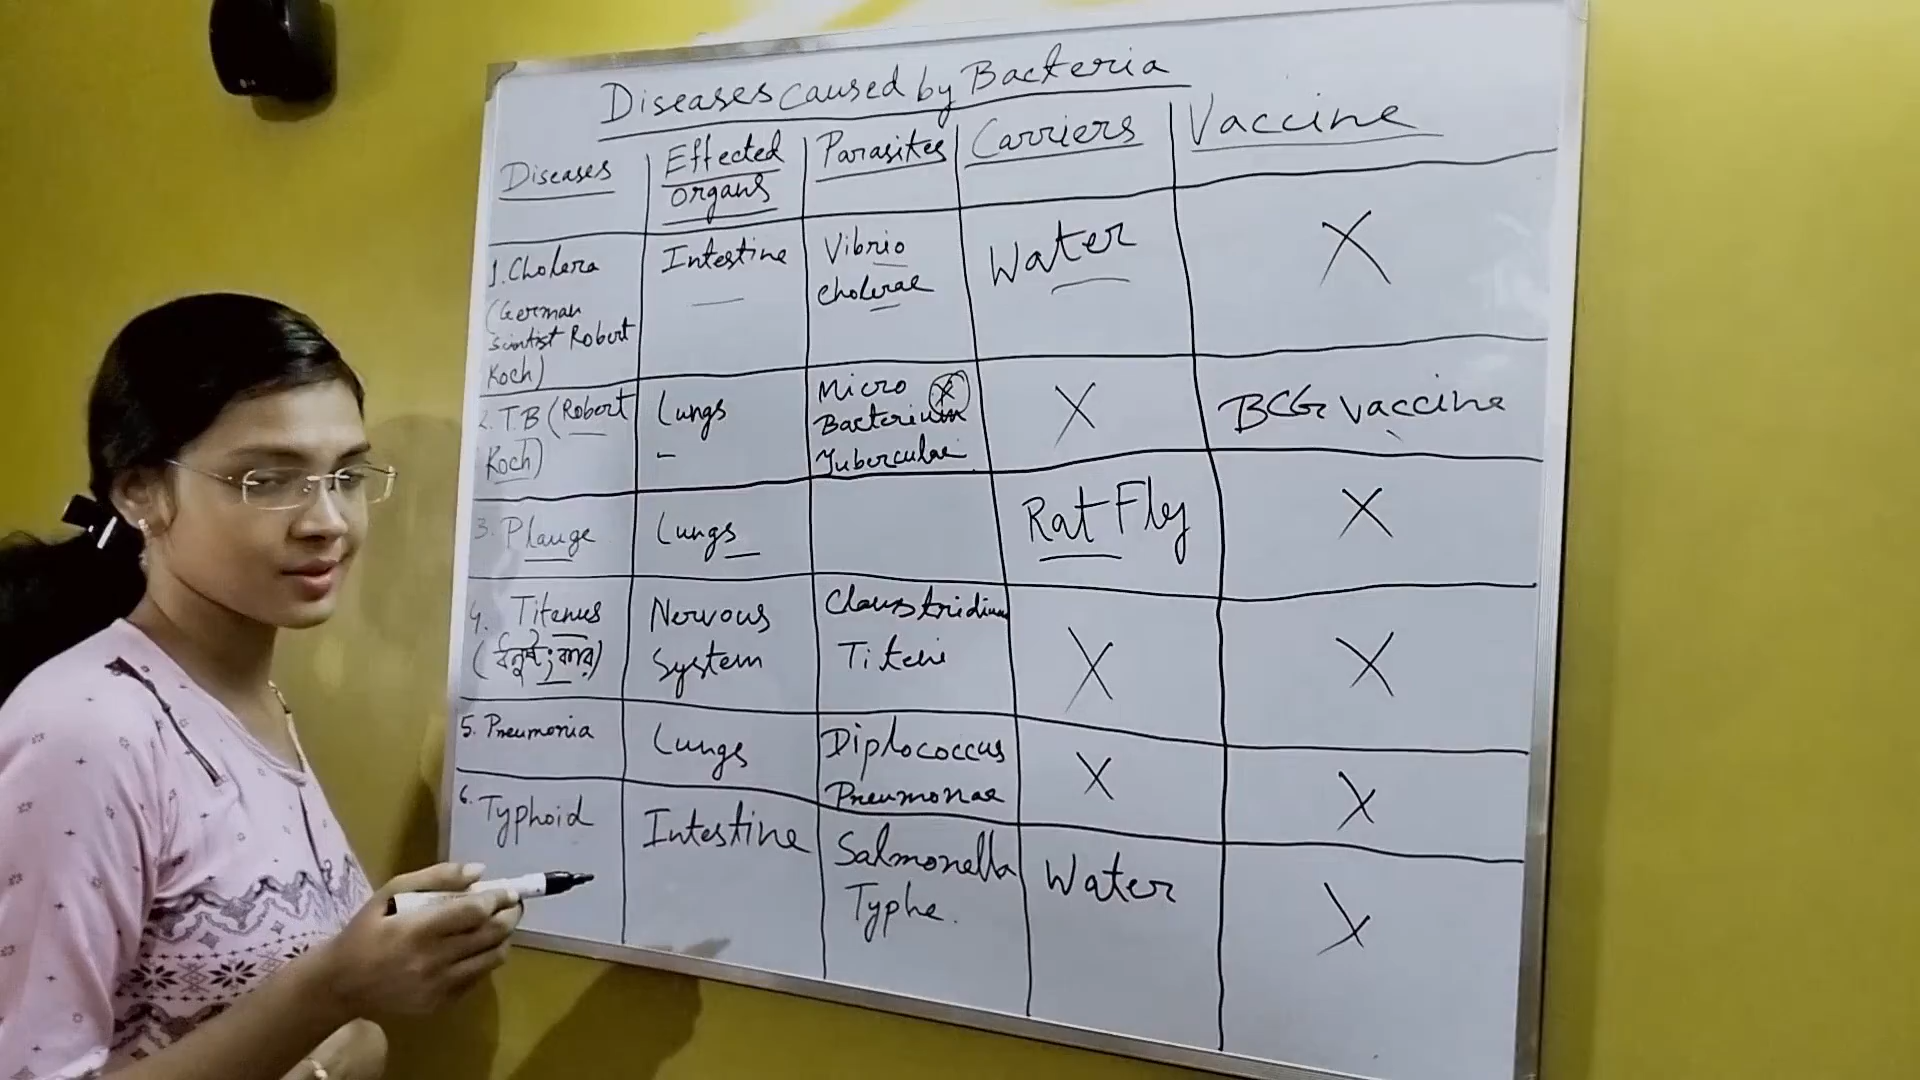 Diseases caused by Bacteria
Diseases
Effected
organs
Parasites
Carriers
Vaccine
1. Cholera
(German
Scintist Robert
Koch)
Intestine
Vibrio
Cholerae
Water
X
2. T.B (Robert
Koch)
Lungs
Micro
Bacterium
Tuberculae
X
BCG vaccine
3. Plauge
Lungs
Rat Fly
X
4. Titenus
(ধনুষ্টংকার)
Nervous
System
Claustridium
Titeni
X
X
5. Pneumonia
Lungs
Diplococcus
Pneumonae
X
X
6. Typhoid
Intestine
Salmonella
Typhe.
Water
X